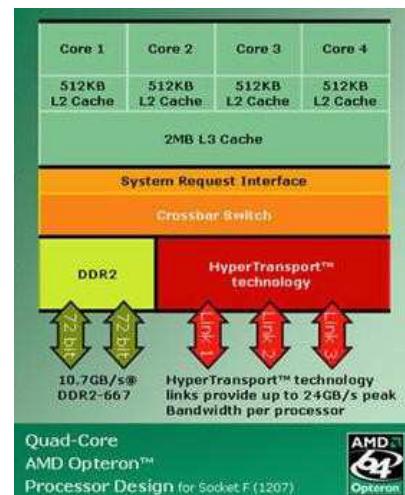 Core 1 Core 2 Core 3 Core 4
512KB 512KB 512KB 512KB
L2 Cache L2 Cache L2 Cache L2 Cache
2MB L3 Cache
System Request Interface
Crossbar Switch
DDR2
HyperTransport™
technology
72 bit 72 bit Link 1 Link 2 Link 3
10.7GB/s@
DDR2-667
HyperTransport™ technology
links provide up to 24GB/s peak
Bandwidth per processor
Quad-Core
AMD Opteron™
Processor Design for Socket F (1207)
AMD
64
Opteron